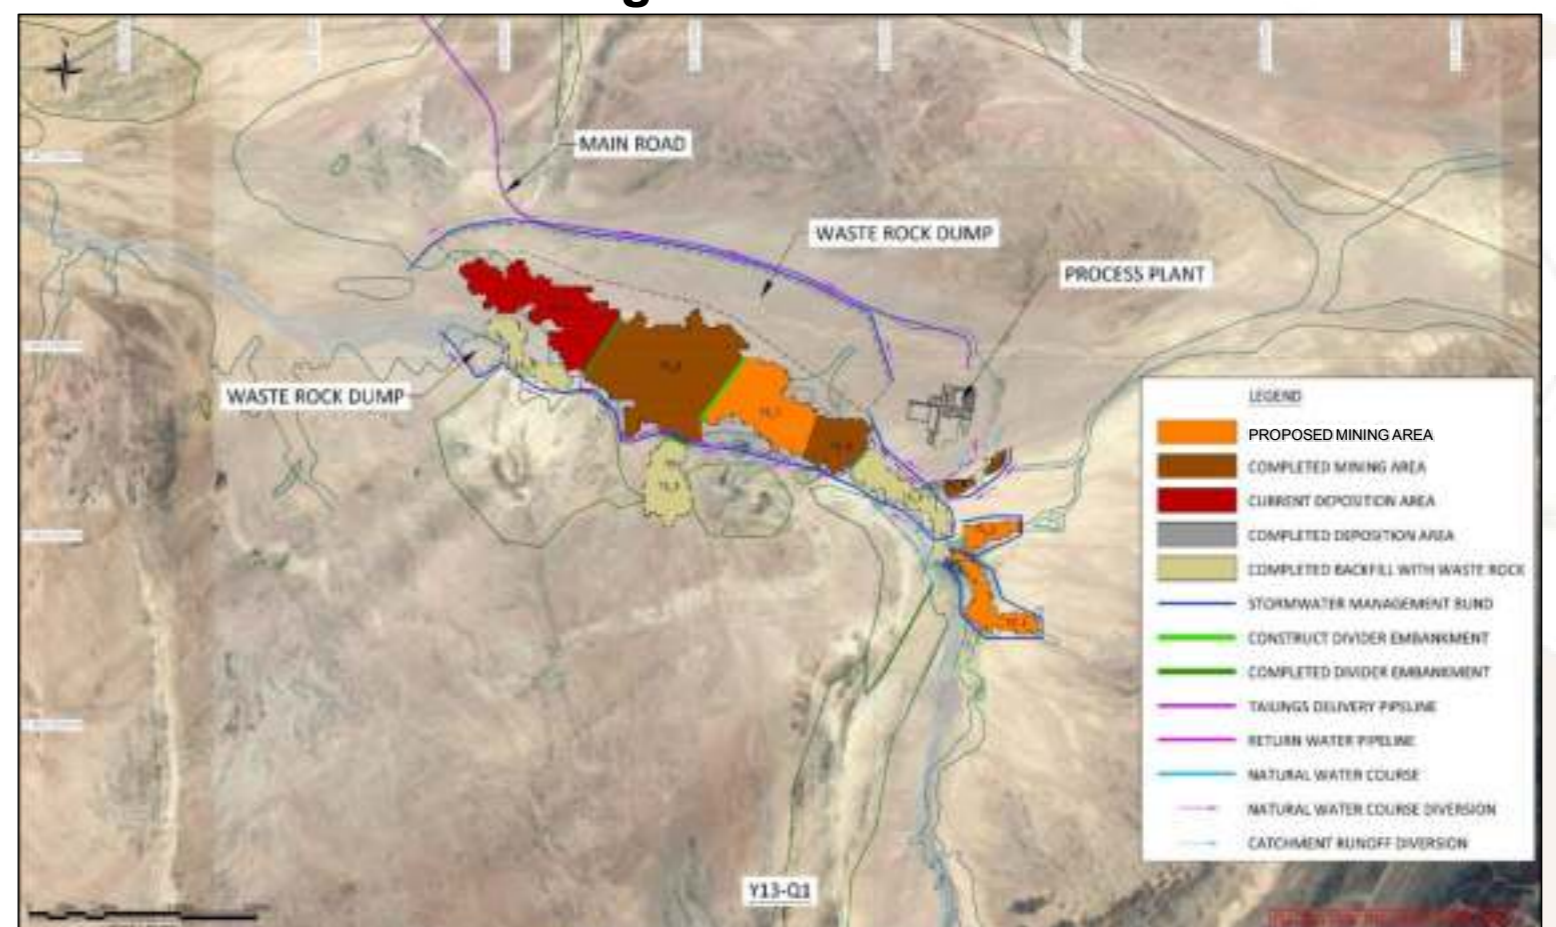 MAIN ROAD
WASTE ROCK DUMP
PROCESS PLANT
WASTE ROCK DUMP
LEGEND
PROPOSED MINING AREA
COMPLETED MINING AREA
CURRENT DEPOSITION AREA
COMPLETED DEPOSITION AREA
COMPLETED BACKFILL WITH WASTE ROCK
STORMWATER MANAGEMENT BUND
CONSTRUCT DIVIDER EMBANKMENT
COMPLETED DIVIDER EMBANKMENT
TAILINGS DELIVERY PIPELINE
RETURN WATER PIPELINE
NATURAL WATER COURSE
NATURAL WATER COURSE DIVERSION
CATCHMENT RUNOFF DIVERSION
Y13-Q1